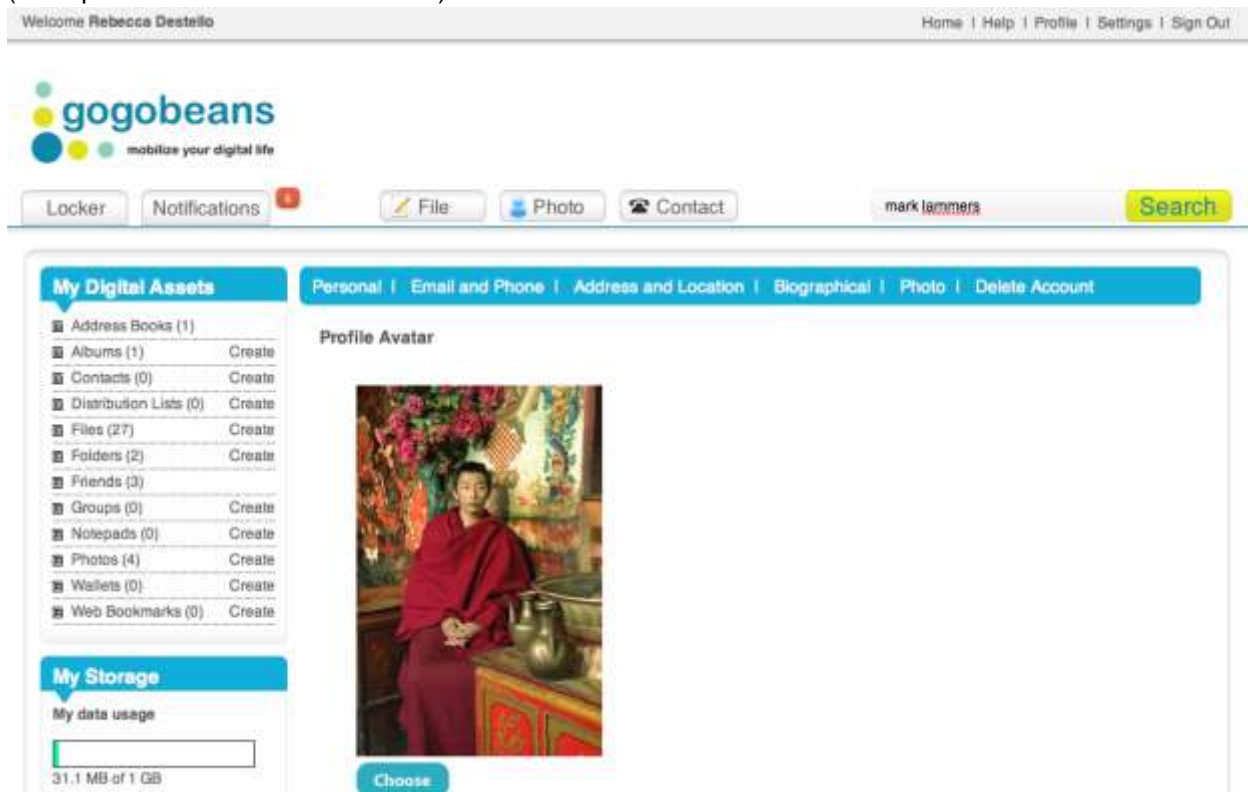 Welcome Rebecca Destello
Home | Help | Profile | Settings | Sign Out
gogobeans
mobilize your digital life
Locker Notifications File Photo Contact mark lammers Search
My Digital Assets
Address Books (1)
Albums (1) Create
Contacts (0) Create
Distribution Lists (0) Create
Files (27) Create
Folders (2) Create
Friends (3)
Groups (0) Create
Notepads (0) Create
Photos (4) Create
Wallets (0) Create
Web Bookmarks (0) Create
My Storage
My data usage
31.1 MB of 1 GB
Personal | Email and Phone | Address and Location | Biographical | Photo | Delete Account
Profile Avatar
Choose